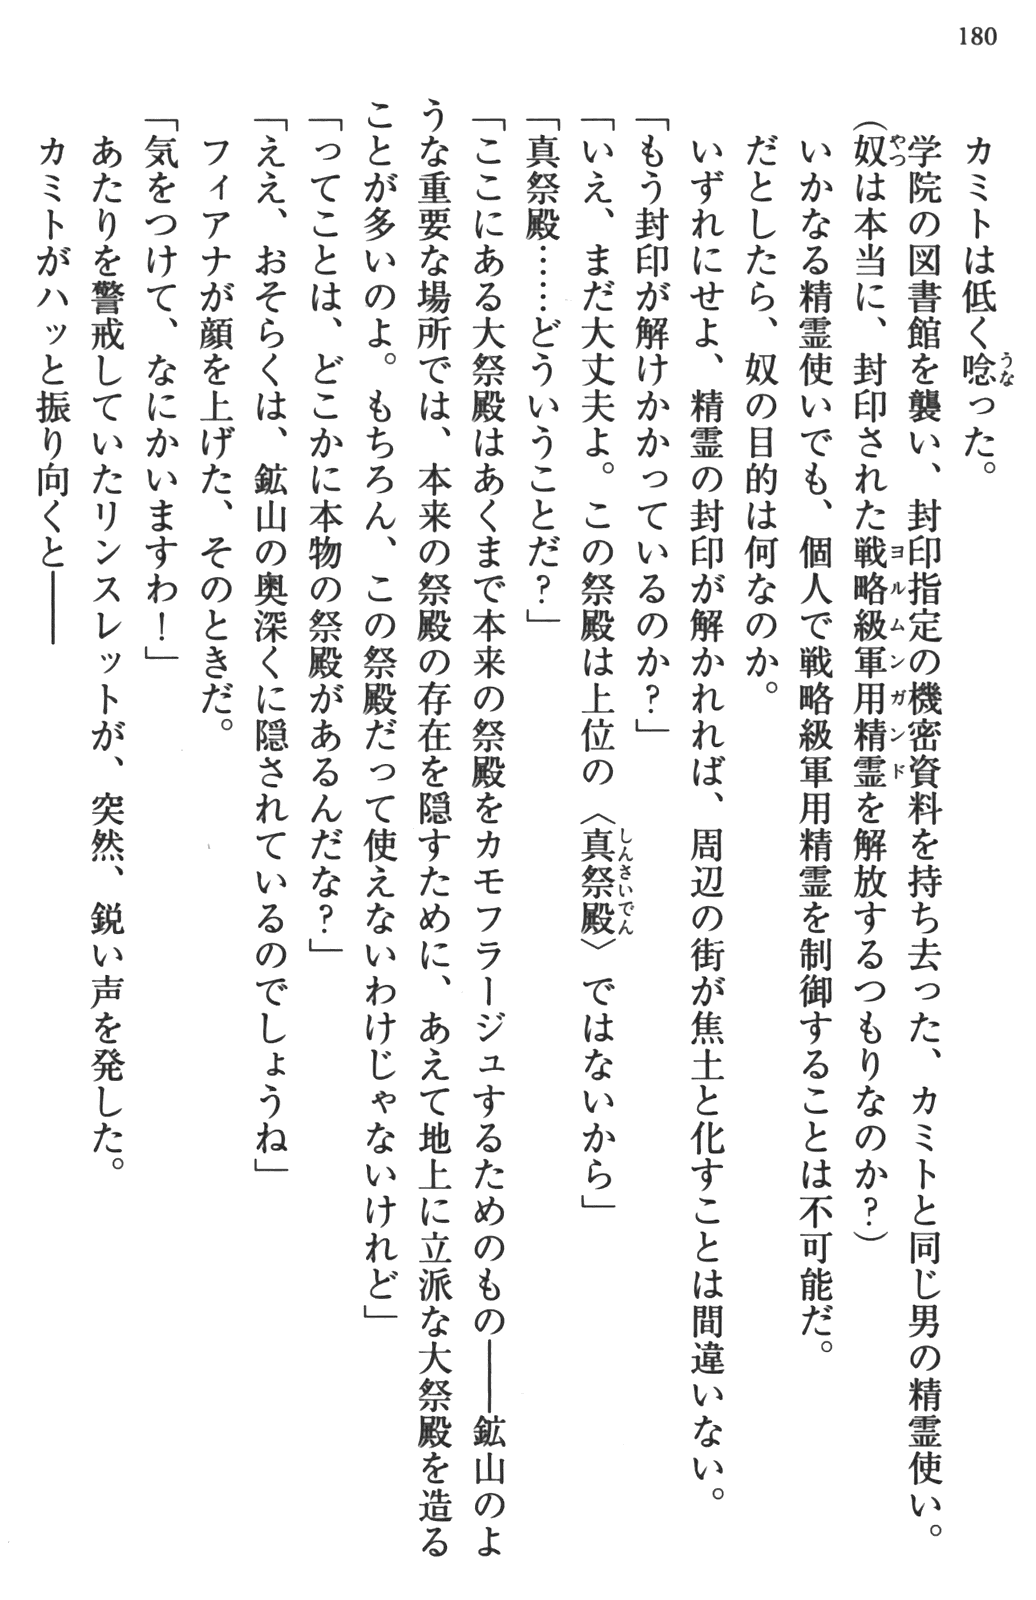 180
カミトは低く唸った。
学院の図書館を襲い、封印指定の機密資料を持ち去った、カミトと同じ男の精霊使い。
(奴は本当に、封印された戦略級軍用精霊を解放するつもりなのか?)
いかなる精霊使いでも、個人で戦略級軍用精霊を制御することは不可能だ。
だとしたら、奴の目的は何なのか。
いずれにせよ、精霊の封印が解かれれば、周辺の街が焦土と化すことは間違いない。
「もう封印が解けかかっているのか?」
「いえ、まだ大丈夫よ。この祭殿は上位の〈真祭殿〉ではないから」
「真祭殿……どういうことだ?」
「ここにある大祭殿はあくまで本来の祭殿をカモフラージュするためのもの――鉱山のよ
うな重要な場所では、本来の祭殿の存在を隠すために、あえて地上に立派な大祭殿を造る
ことが多いのよ。もちろん、この祭殿だって使えないわけじゃないけれど」
「ってことは、どこかに本物の祭殿があるんだな?」
「ええ、おそらくは、鉱山の奥深くに隠されているのでしょうね」
フィアナが顔を上げた、そのときだ。
「気をつけて、なにかいますわ!」
あたりを警戒していたリンスレットが、突然、鋭い声を発した。
カミトがハッと振り向くと――
うな
やつ
ヨルムンガンド
しんさいでん